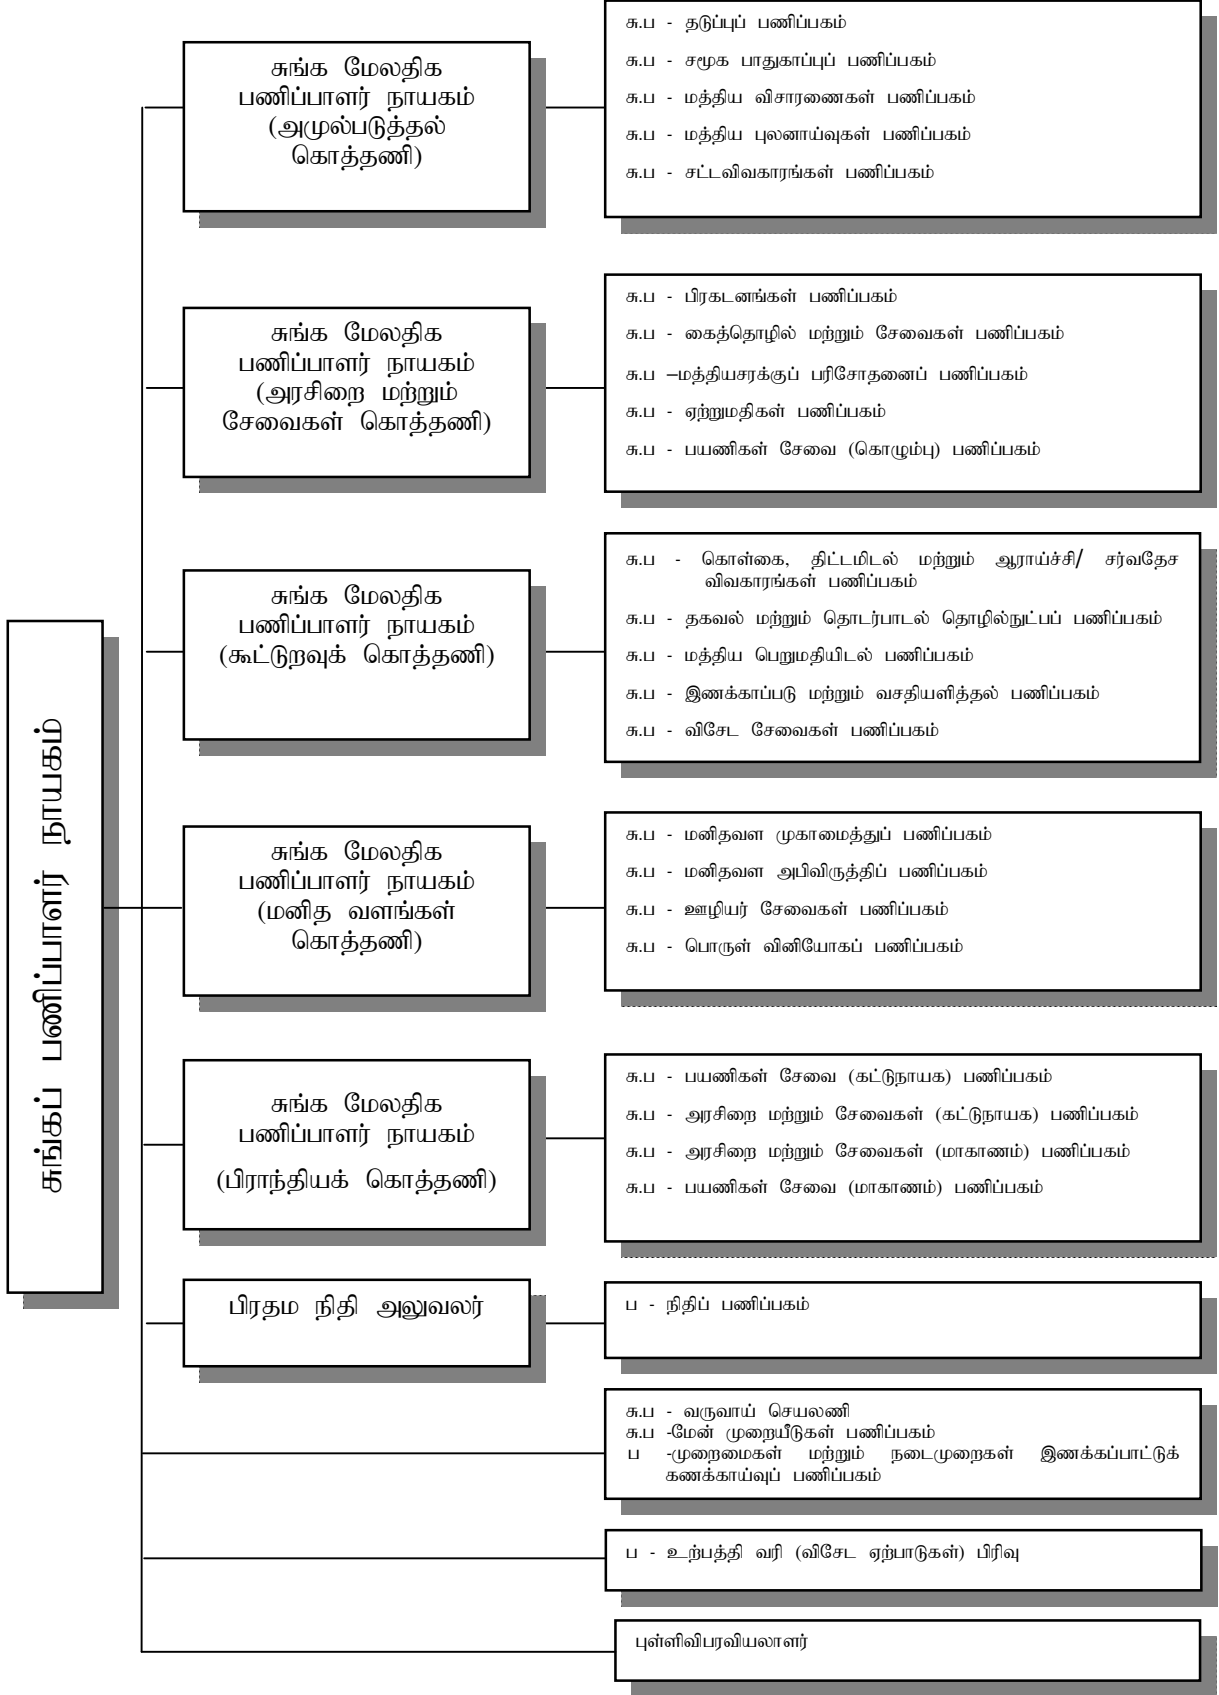 சுங்கப் பணிப்பாளர் நாயகம்
சுங்க மேலதிக
பணிப்பாளர் நாயகம்
(அமுல்படுத்தல்
கொத்தணி)
சு.ப - தடுப்புப் பணிப்பகம்
சு.ப - சமூக பாதுகாப்புப் பணிப்பகம்
சு.ப - மத்திய விசாரணைகள் பணிப்பகம்
சு.ப - மத்திய புலனாய்வுகள் பணிப்பகம்
சு.ப - சட்டவிவகாரங்கள் பணிப்பகம்
சுங்க மேலதிக
பணிப்பாளர் நாயகம்
(அரசிறை மற்றும்
சேவைகள் கொத்தணி)
சு.ப - பிரகடனங்கள் பணிப்பகம்
சு.ப - கைத்தொழில் மற்றும் சேவைகள் பணிப்பகம்
சு.ப –மத்தியசரக்குப் பரிசோதனைப் பணிப்பகம்
சு.ப - ஏற்றுமதிகள் பணிப்பகம்
சு.ப - பயணிகள் சேவை (கொழும்பு) பணிப்பகம்
சுங்க மேலதிக
பணிப்பாளர் நாயகம்
(கூட்டுறவுக் கொத்தணி)
சு.ப - கொள்கை, திட்டமிடல் மற்றும் ஆராய்ச்சி/ சர்வதேச
விவகாரங்கள் பணிப்பகம்
சு.ப - தகவல் மற்றும் தொடர்பாடல் தொழில்நுட்பப் பணிப்பகம்
சு.ப - மத்திய பெறுமதியிடல் பணிப்பகம்
சு.ப - இணக்காப்படு மற்றும் வசதியளித்தல் பணிப்பகம்
சு.ப - விசேட சேவைகள் பணிப்பகம்
சுங்க மேலதிக
பணிப்பாளர் நாயகம்
(மனித வளங்கள்
கொத்தணி)
சு.ப - மனிதவள முகாமைத்துப் பணிப்பகம்
சு.ப - மனிதவள அபிவிருத்திப் பணிப்பகம்
சு.ப - ஊழியர் சேவைகள் பணிப்பகம்
சு.ப - பொருள் வினியோகப் பணிப்பகம்
சுங்க மேலதிக
பணிப்பாளர் நாயகம்
(பிராந்தியக் கொத்தணி)
சு.ப - பயணிகள் சேவை (கட்டுநாயக) பணிப்பகம்
சு.ப - அரசிறை மற்றும் சேவைகள் (கட்டுநாயக) பணிப்பகம்
சு.ப - அரசிறை மற்றும் சேவைகள் (மாகாணம்) பணிப்பகம்
சு.ப - பயணிகள் சேவை (மாகாணம்) பணிப்பகம்
பிரதம நிதி அலுவலர்
ப - நிதிப் பணிப்பகம்
சு.ப - வருவாய் செயலணி
சு.ப -மேன் முறையீடுகள் பணிப்பகம்
ப -முறைமைகள் மற்றும் நடைமுறைகள் இணக்கப்பாட்டுக்
கணக்காய்வுப் பணிப்பகம்
ப - உற்பத்தி வரி (விசேட ஏற்பாடுகள்) பிரிவு
புள்ளிவிபரவியலாளர்